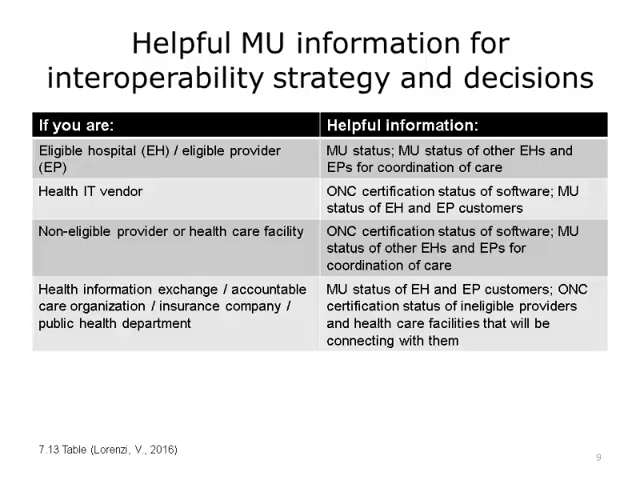 Helpful MU information for
interoperability strategy and decisions
If you are:
Helpful information:
Eligible hospital (EH) / eligible provider
(EP)
MU status; MU status of other EHs and
EPs for coordination of care
Health IT vendor
ONC certification status of software; MU
status of EH and EP customers
Non-eligible provider or health care facility
ONC certification status of software; MU
status of other EHs and EPs for
coordination of care
Health information exchange / accountable
care organization / insurance company /
public health department
MU status of EH and EP customers; ONC
certification status of ineligible providers
and health care facilities that will be
connecting with them
7.13 Table (Lorenzi, V., 2016)
9